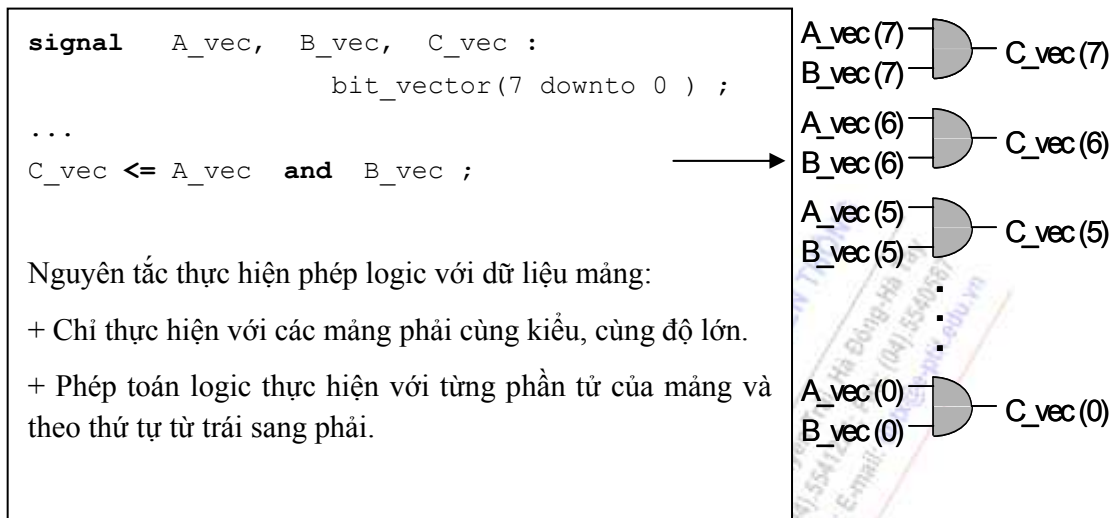 signal A_vec, B_vec, C_vec :
bit_vector(7 downto 0 ) ;
...
C_vec <= A_vec and B_vec ;
Nguyên tắc thực hiện phép logic với dữ liệu mảng:
+ Chỉ thực hiện với các mảng phải cùng kiểu, cùng độ lớn.
+ Phép toán logic thực hiện với từng phần tử của mảng và
theo thứ tự từ trái sang phải.
A_vec (7)
B_vec (7)
C_vec (7)
A_vec (6)
B_vec (6)
C_vec (6)
A_vec (5)
B_vec (5)
C_vec (5)
A_vec (0)
B_vec (0)
C_vec (0)